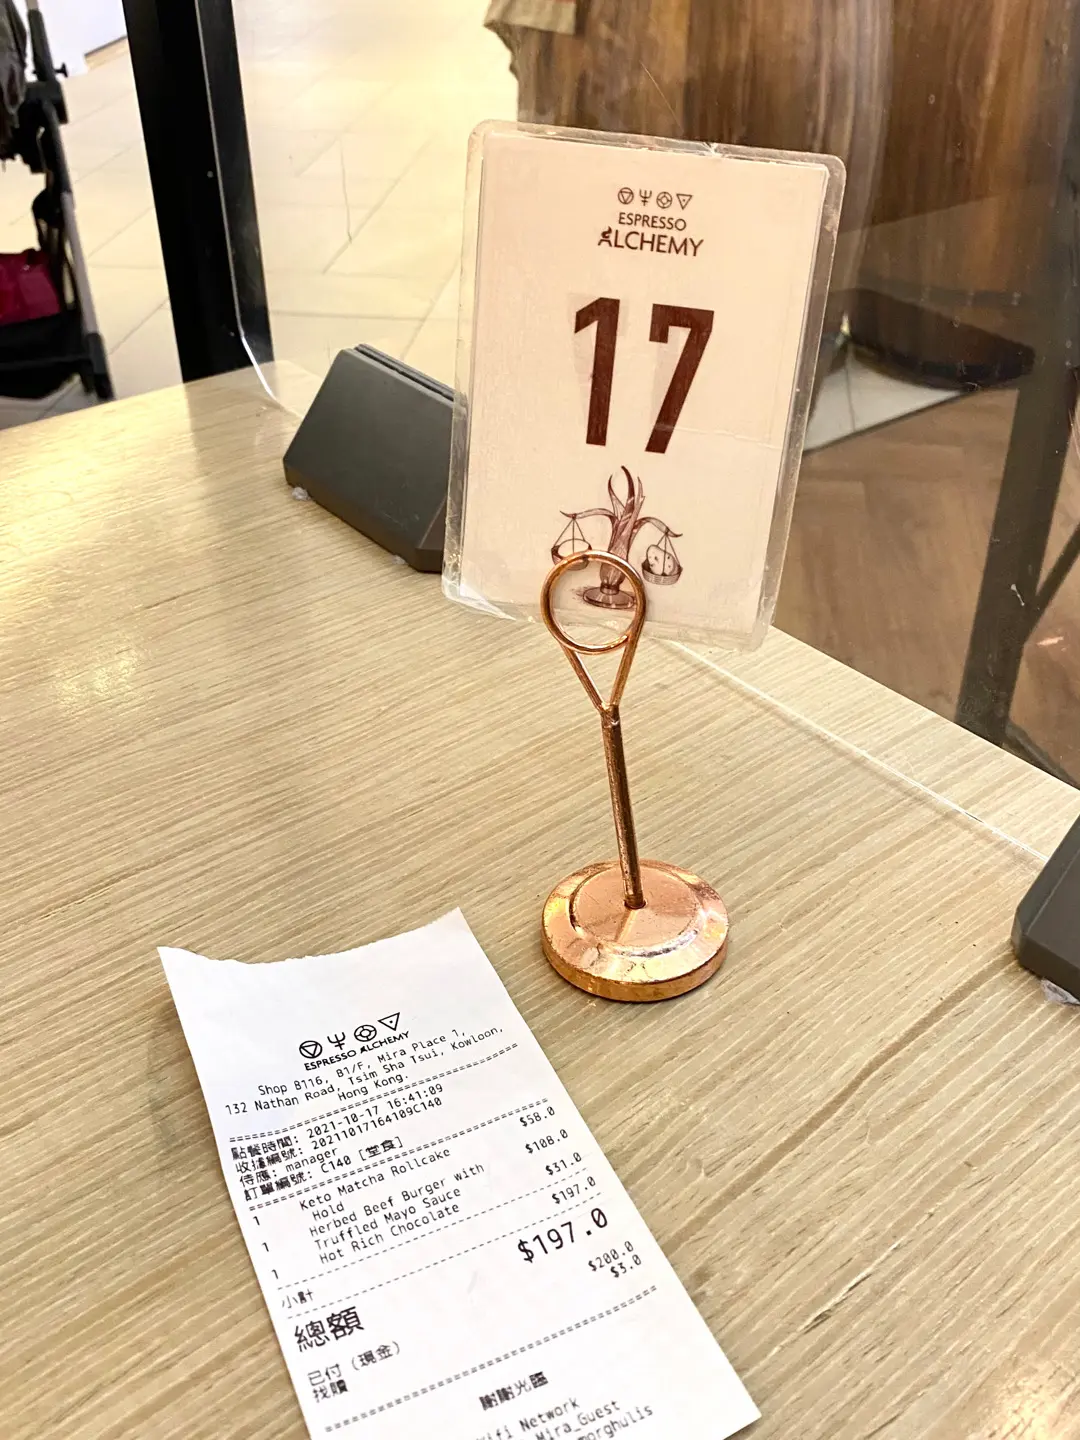 ESPRESSO
ALCHEMY
17
ESPRESSO ALCHEMY
Shop B116, B1/F, Mira Place 1,
132 Nathan Road, Tsim Sha Tsui, Kowloon,
Hong Kong.
點餐時間: 2021-10-17 16:41:09
收據編號: 20211017164109C140
侍應: manager
訂單編號: C140 [堂食]
1 Keto Matcha Rollcake $58.0
Hold
1 Herbed Beef Burger with $108.0
Truffled Mayo Sauce
1 Hot Rich Chocolate $31.0
小計 $197.0
總額 $197.0
已付 (現金) $200.0
找贖 $3.0
謝謝光臨
Network
Mira_Guest